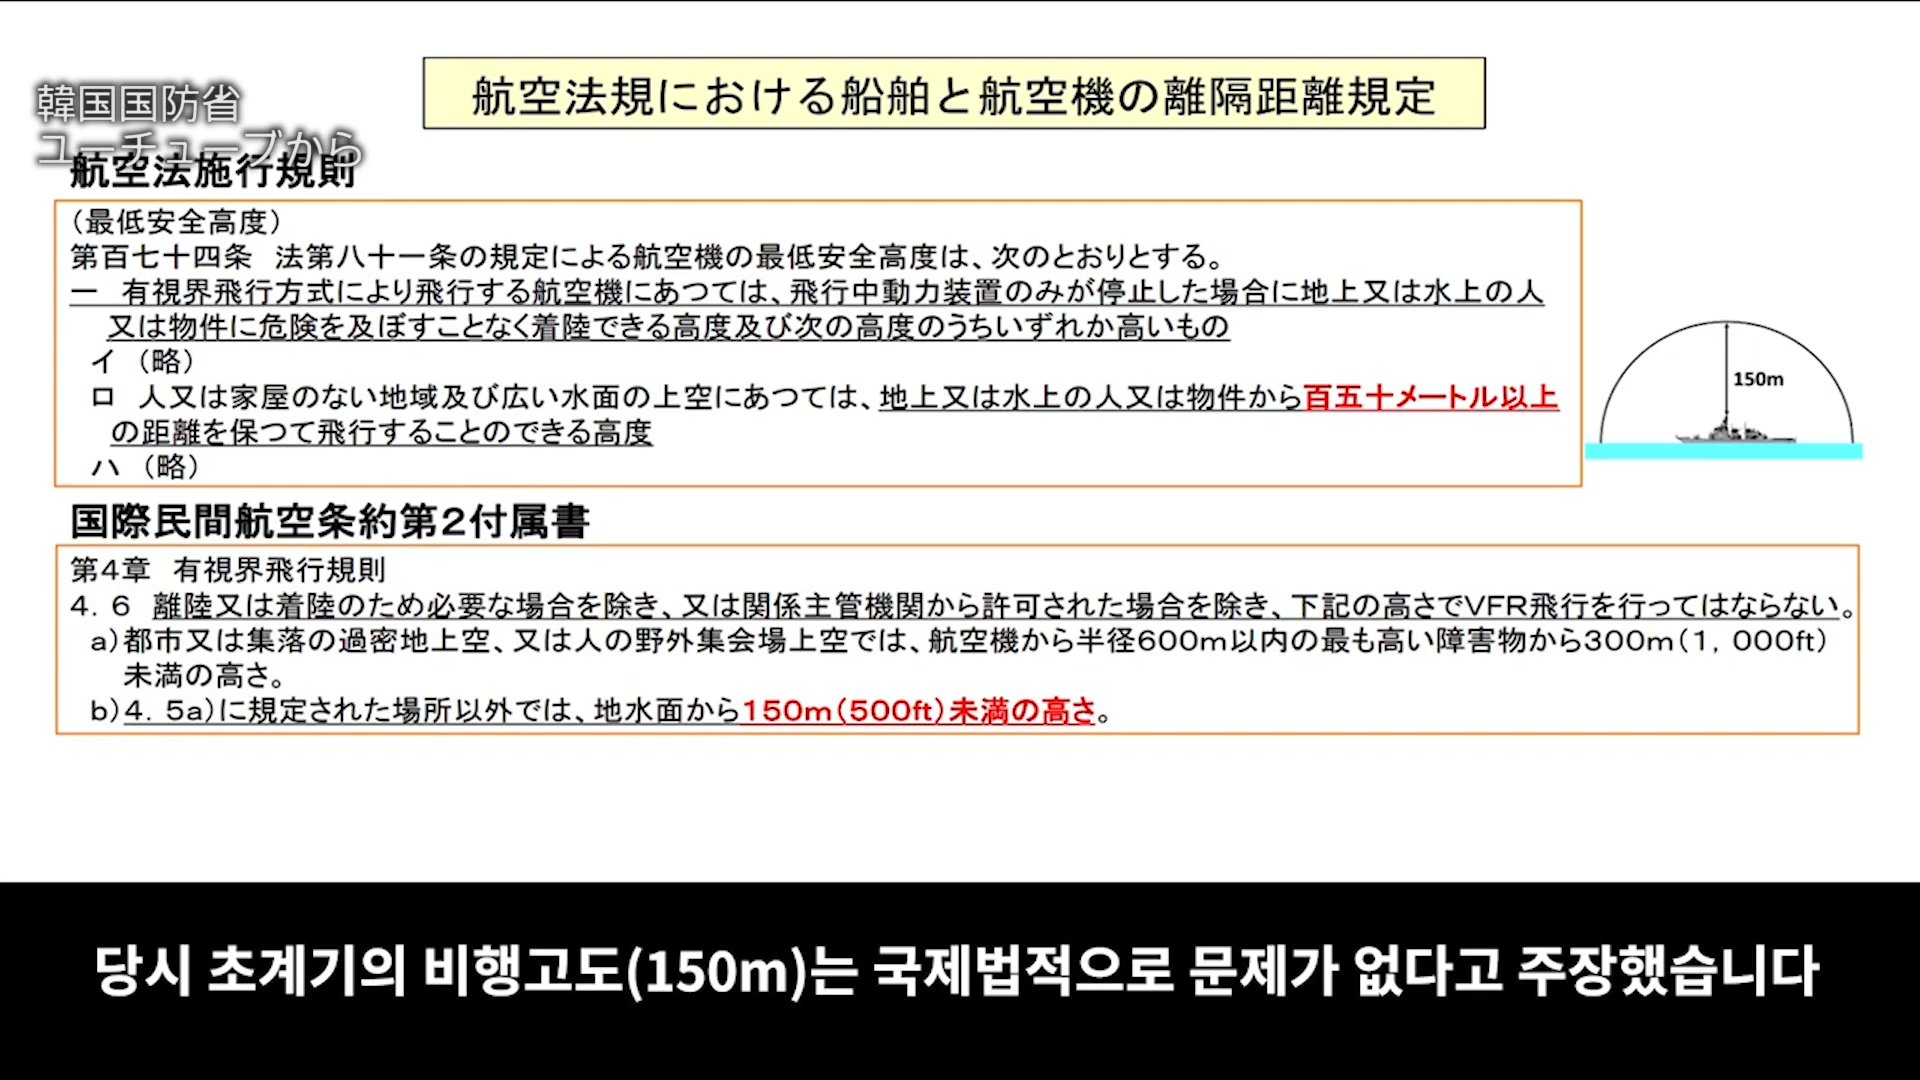 韓国国防省
ユーチューブから
航空法規における船舶と航空機の離隔距離規定
航空法施行規則
（最低安全高度）
第百七十四条　法第八十一条の規定による航空機の最低安全高度は、次のとおりとする。
一　有視界飛行方式により飛行する航空機にあつては、飛行中動力装置のみが停止した場合に地上又は水上の人
又は物件に危険を及ぼすことなく着陸できる高度及び次の高度のうちいずれか高いもの
イ　（略）
ロ　人又は家屋のない地域及び広い水面の上空にあつては、地上又は水上の人又は物件から百五十メートル以上
の距離を保つて飛行することのできる高度
ハ　（略）
150m
国際民間航空条約第２付属書
第４章　有視界飛行規則
４．６　離陸又は着陸のため必要な場合を除き、又は関係主管機関から許可された場合を除き、下記の高さでＶＦＲ飛行を行ってはならない。
ａ）都市又は集落の過密地上空、又は人の野外集会場上空では、航空機から半径６００ｍ以内の最も高い障害物から３００ｍ（１，０００ft）
未満の高さ。
ｂ）４．５ａ）に規定された場所以外では、地水面から１５０ｍ（５００ft）未満の高さ。
당시 초계기의 비행고도(150m)는 국제법적으로 문제가 없다고 주장했습니다